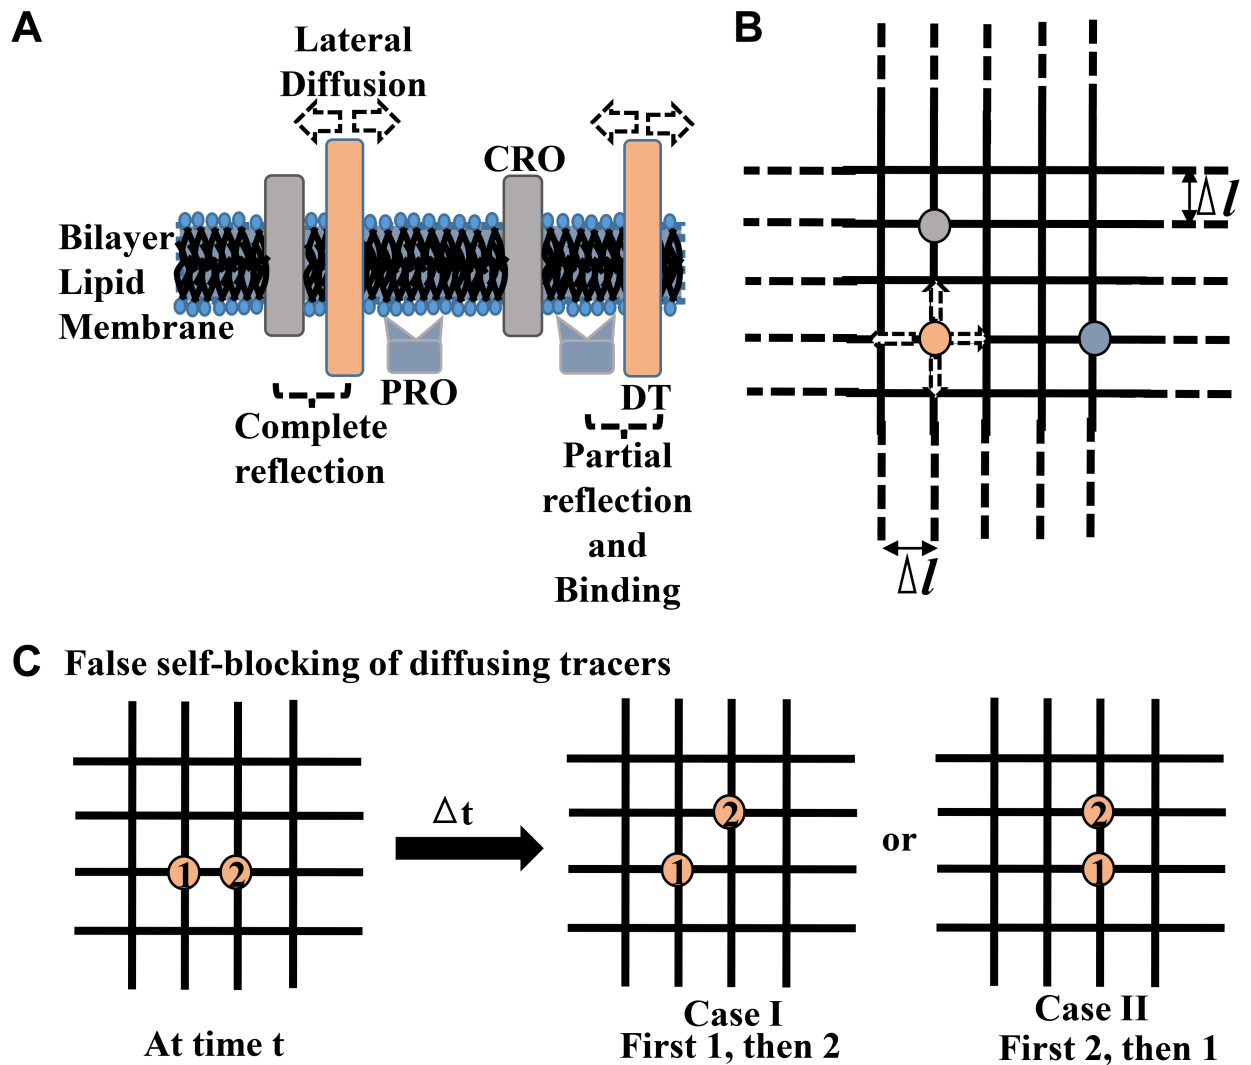 A
Lateral
Diffusion
CRO
Bilayer
Lipid
Membrane
PRO
DT
Complete
reflection
Partial
reflection
and
Binding
B
Δl
Δl
C False self-blocking of diffusing tracers
1 2
Δt
2
1
or
2
1
At time t
Case I
First 1, then 2
Case II
First 2, then 1